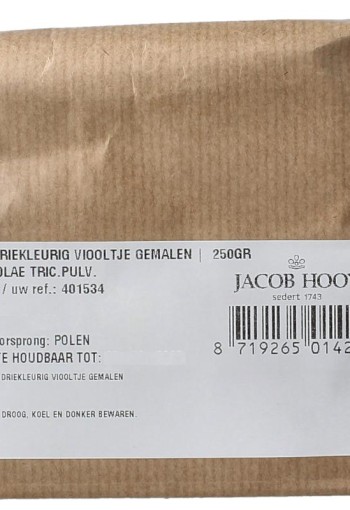 DRIEKLEURIG VIOOLTJE GEMALEN | 250GR
OLAE TRIC.PULV.
/ uw ref.: 401534
JACOB HOOY
sedert 1743
orsprong: POLEN
TE HOUDBAAR TOT:
DRIEKLEURIG VIOOLTJE GEMALEN
8 719265 0142
DROOG, KOEL EN DONKER BEWAREN.